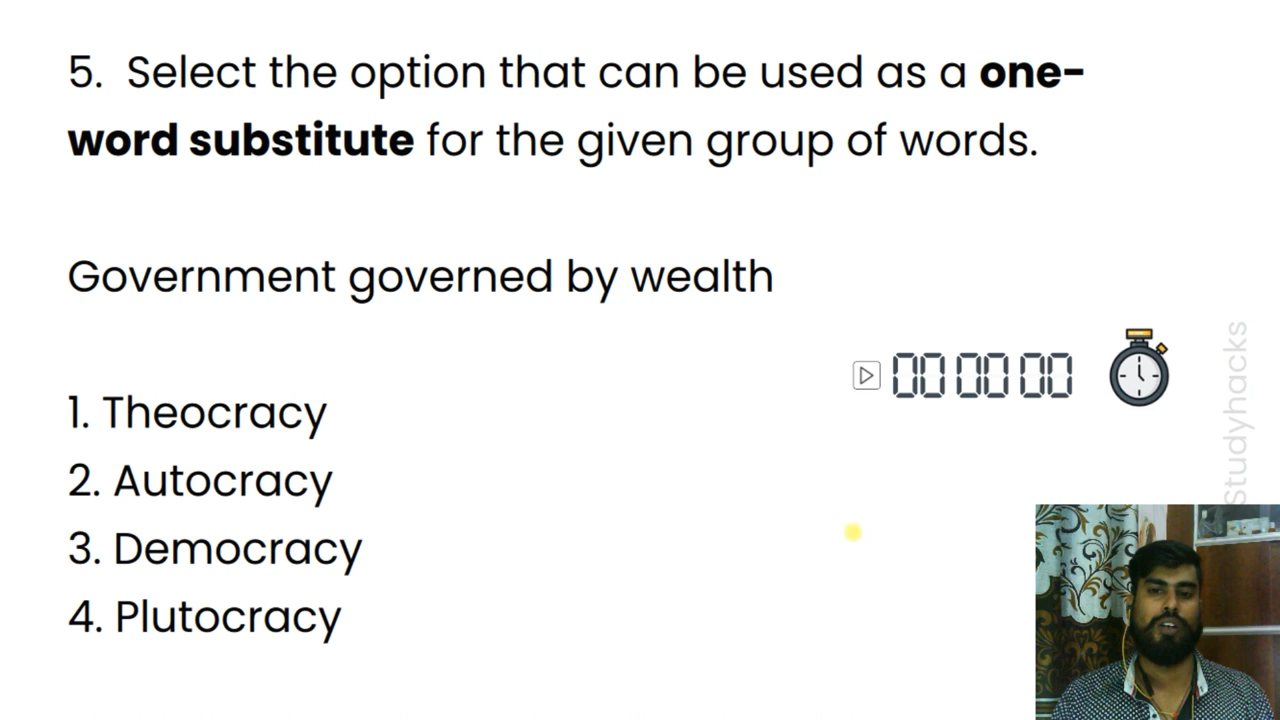 5. Select the option that can be used as a one-
word substitute for the given group of words.
Government governed by wealth
00 00 00
1. Theocracy
2. Autocracy
3. Democracy
4. Plutocracy
Studyhacks